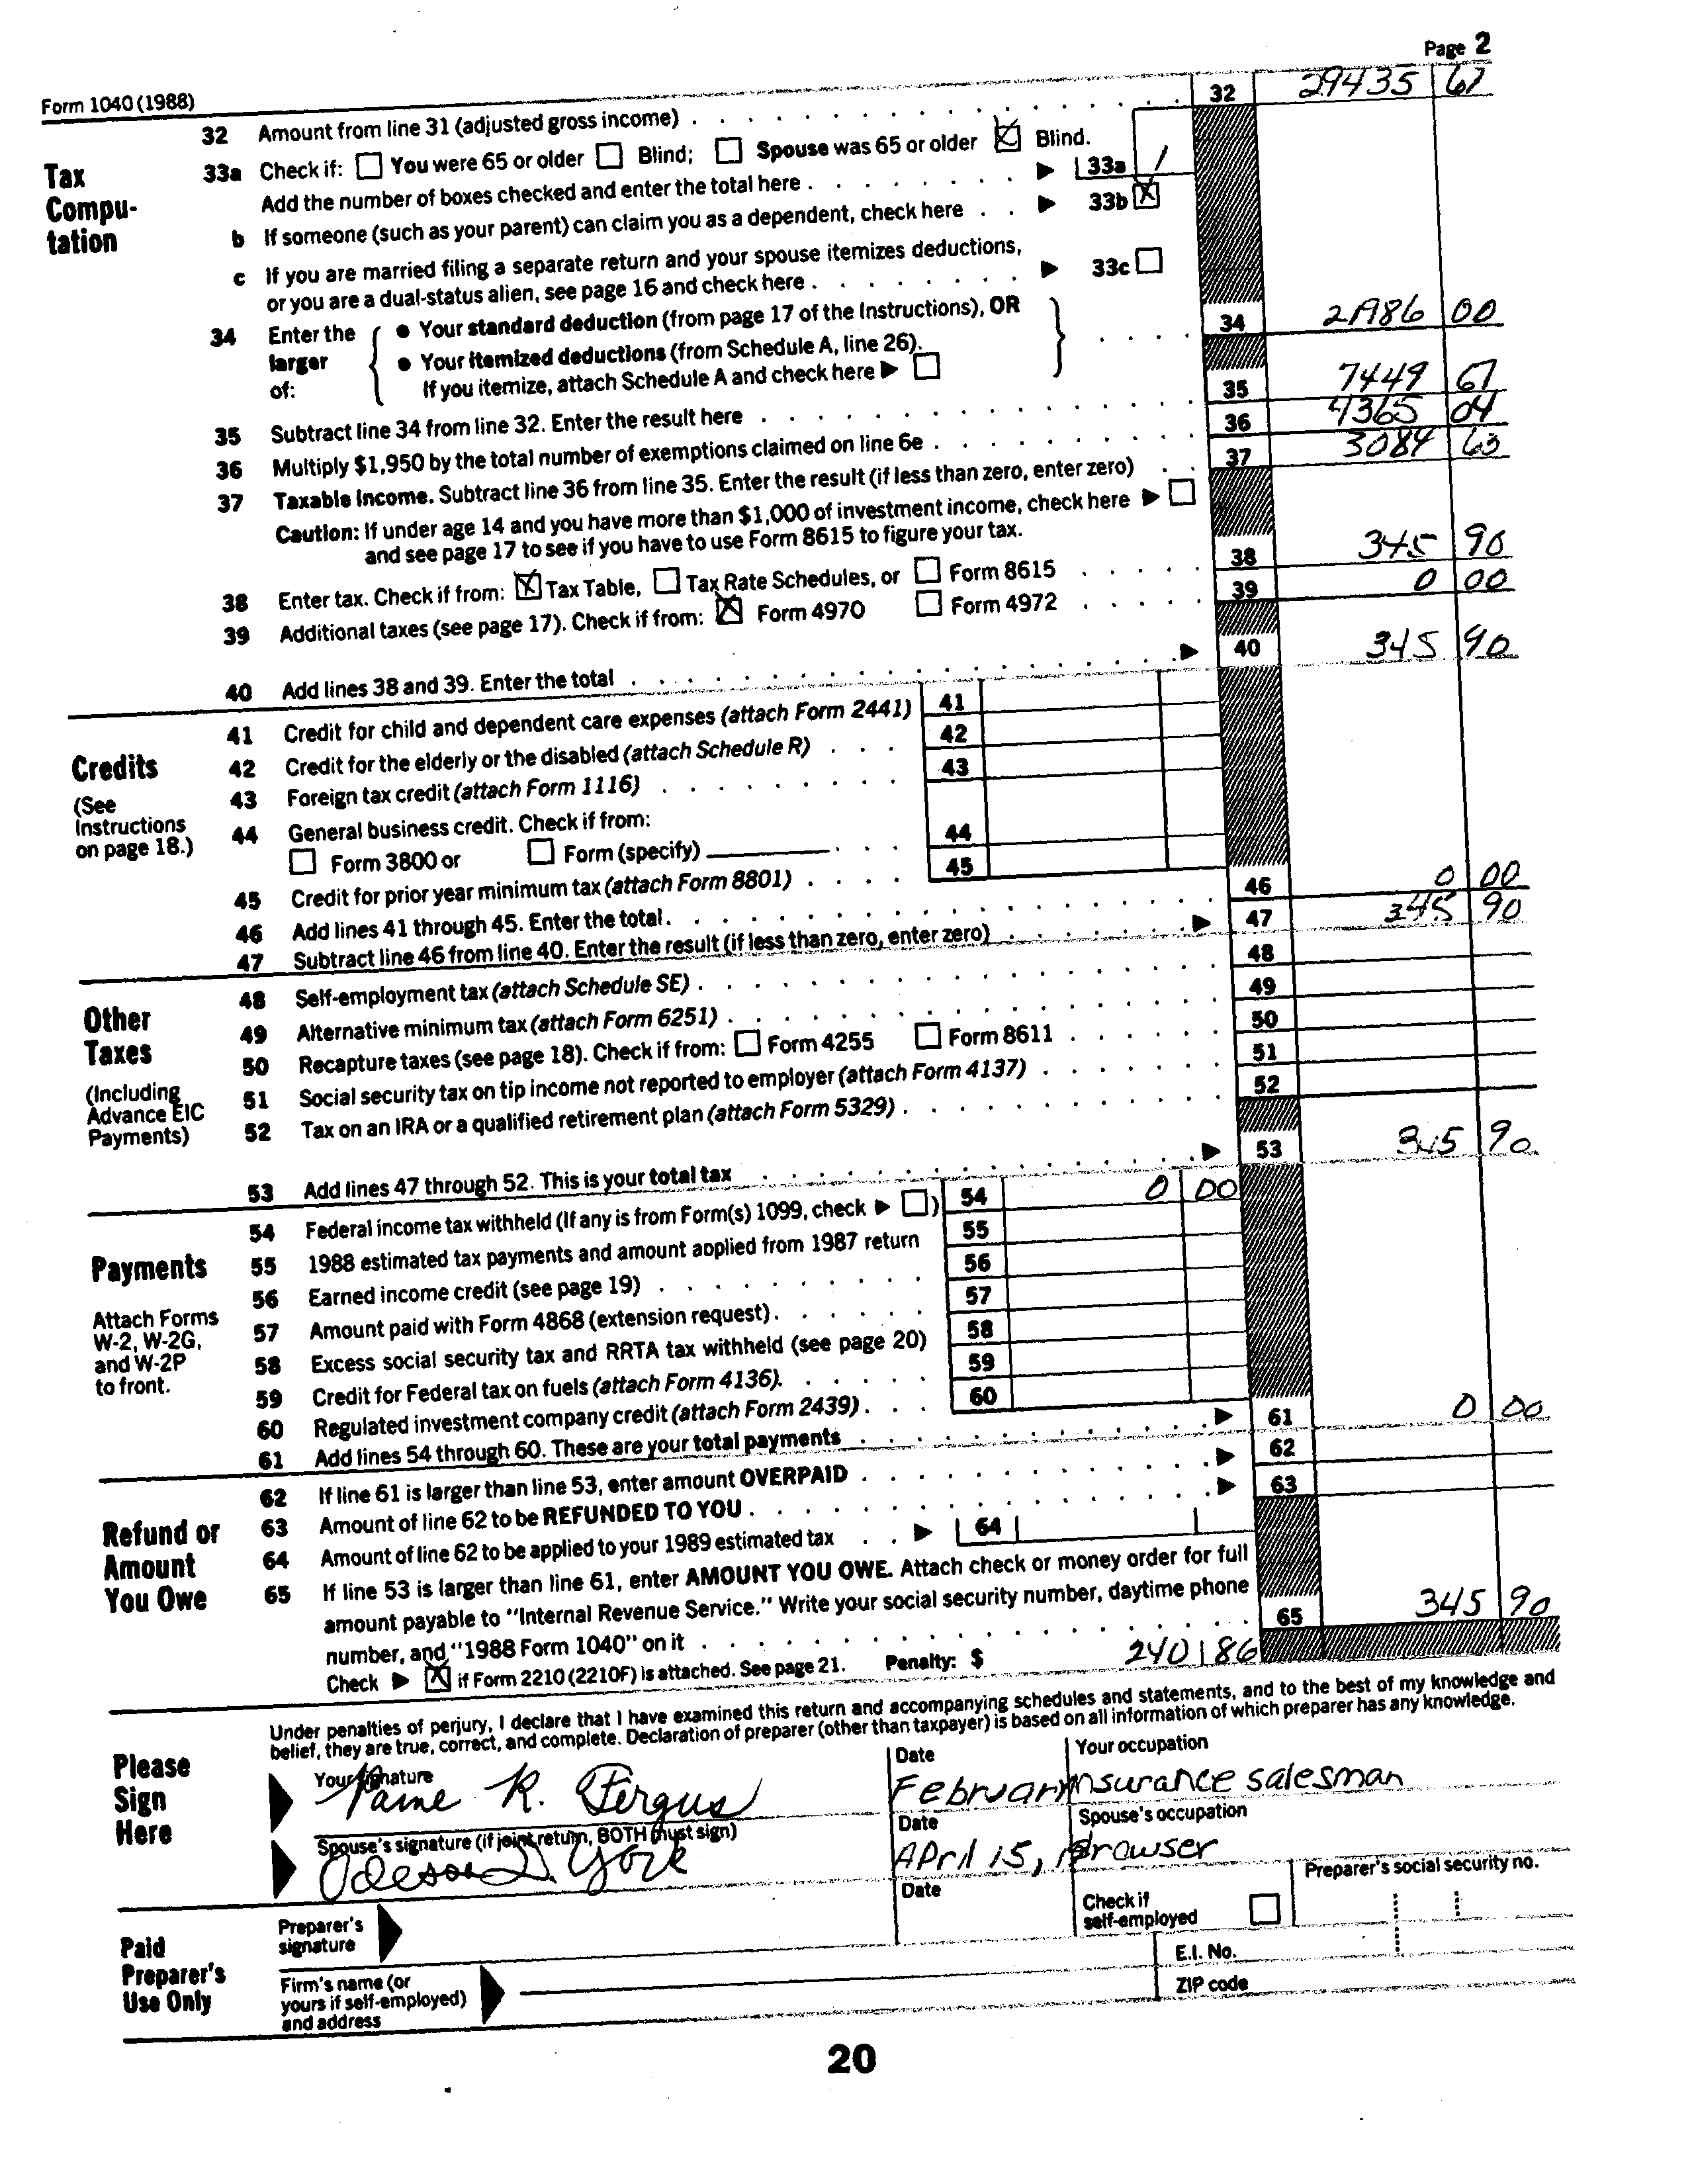 Page 2
Form 1040 (1988)
32 Amount from line 31 (adjusted gross income) 32 29435 67
Tax Compu-tation
33a Check if: You were 65 or older Blind; Spouse was 65 or older Blind.
Add the number of boxes checked and enter the total here 33a 1
b If someone (such as your parent) can claim you as a dependent, check here 33b X
c If you are married filing a separate return and your spouse itemizes deductions,
or you are a dual-status alien, see page 16 and check here 33c
34 Enter the larger of:
• Your standard deduction (from page 17 of the Instructions), OR
• Your itemized deductions (from Schedule A, line 26).
If you itemize, attach Schedule A and check here
34 00
35 Subtract line 34 from line 32. Enter the result here 35 7449 67
36 Multiply $1,950 by the total number of exemptions claimed on line 6e 36 4365 04
37 Taxable income. Subtract line 36 from line 35. Enter the result (if less than zero, enter zero) 37 3084 63
Caution: If under age 14 and you have more than $1,000 of investment income, check here
and see page 17 to see if you have to use Form 8615 to figure your tax.
38 Enter tax. Check if from: X Tax Table, Tax Rate Schedules, or Form 8615 38 345 90
39 Additional taxes (see page 17). Check if from: X Form 4970 Form 4972 39 0 00
40 Add lines 38 and 39. Enter the total 40 345 90
Credits
(See Instructions on page 18.)
41 Credit for child and dependent care expenses (attach Form 2441) 41
42 Credit for the elderly or the disabled (attach Schedule R) 42
43 Foreign tax credit (attach Form 1116) 43
44 General business credit. Check if from:
Form 3800 or Form (specify) 44
45 Credit for prior year minimum tax (attach Form 8801) 45
46 Add lines 41 through 45. Enter the total 46 0 00
47 Subtract line 46 from line 40. Enter the result (if less than zero, enter zero) 47 345 90
Other Taxes
(Including Advance EIC Payments)
48 Self-employment tax (attach Schedule SE) 48
49 Alternative minimum tax (attach Form 6251) 49
50 Recapture taxes (see page 18). Check if from: Form 4255 Form 8611 50
51 Social security tax on tip income not reported to employer (attach Form 4137) 51
52 Tax on an IRA or a qualified retirement plan (attach Form 5329) 52
53 Add lines 47 through 52. This is your total tax 53 345 90
Payments
Attach Forms W-2, W-2G, and W-2P to front.
54 Federal income tax withheld (If any is from Form(s) 1099, check ) 54 0 00
55 1988 estimated tax payments and amount applied from 1987 return 55
56 Earned income credit (see page 19) 56
57 Amount paid with Form 4868 (extension request) 57
58 Excess social security tax and RRTA tax withheld (see page 20) 58
59 Credit for Federal tax on fuels (attach Form 4136) 59
60 Regulated investment company credit (attach Form 2439) 60
61 Add lines 54 through 60. These are your total payments 61 0 00
Refund or Amount You Owe
62 If line 61 is larger than line 53, enter amount OVERPAID 62
63 Amount of line 62 to be REFUNDED TO YOU 63
64 Amount of line 62 to be applied to your 1989 estimated tax 64
65 If line 53 is larger than line 61, enter AMOUNT YOU OWE. Attach check or money order for full
amount payable to "Internal Revenue Service." Write your social security number, daytime phone
number, and "1988 Form 1040" on it 65 345 90
Check X if Form 2210 (2210F) is attached. See page 21. Penalty: $ 240 86
Please Sign Here
Under penalties of perjury, I declare that I have examined this return and accompanying schedules and statements, and to the best of my knowledge and
belief, they are true, correct, and complete. Declaration of preparer (other than taxpayer) is based on all information of which preparer has any knowledge.
Your signature Date Your occupation
R. Fergus February insurance salesman
Spouse's signature (if joint return, BOTH must sign) Date Spouse's occupation
Odeson D. York April 15,
Paid Preparer's Use Only
Preparer's signature Date Check if self-employed Preparer's social security no.
Firm's name (or yours if self-employed) and address E.I. No.
ZIP code
20